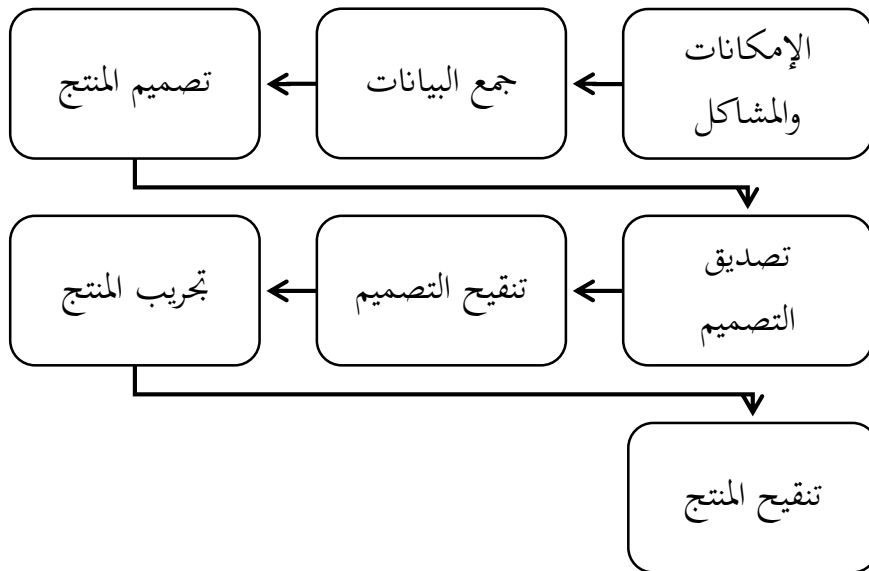 الإمكانات
والمشاكل
جمع البيانات
تصميم المنتج
تصديق
التصميم
تنقيح التصميم
تجريب المنتج
تنقيح المنتج